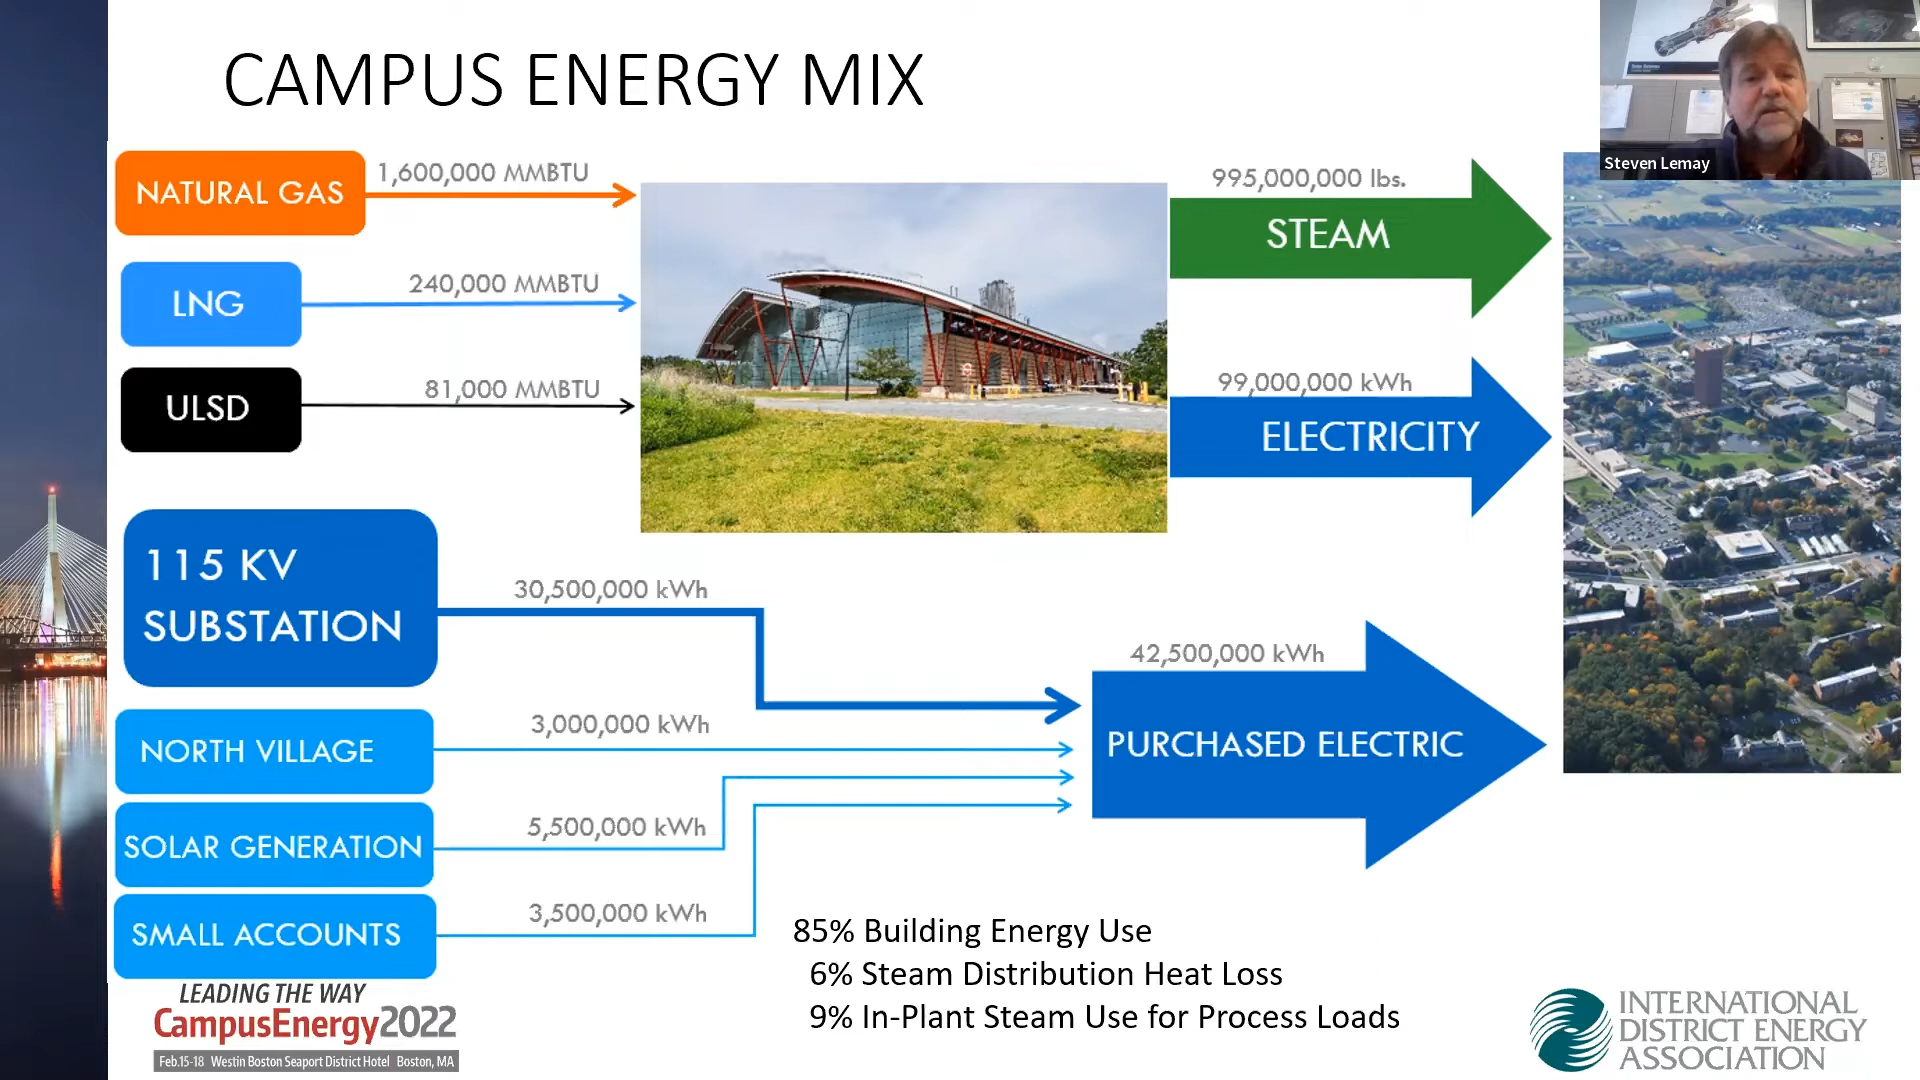 CAMPUS ENERGY MIX
Steven Lemay
NATURAL GAS
1,600,000 MMBTU
LNG
240,000 MMBTU
ULSD
81,000 MMBTU
995,000,000 lbs.
STEAM
99,000,000 kWh
ELECTRICITY
115 KV
SUBSTATION
30,500,000 kWh
NORTH VILLAGE
3,000,000 kWh
SOLAR GENERATION
5,500,000 kWh
SMALL ACCOUNTS
3,500,000 kWh
42,500,000 kWh
PURCHASED ELECTRIC
85% Building Energy Use
6% Steam Distribution Heat Loss
9% In-Plant Steam Use for Process Loads
LEADING THE WAY
CampusEnergy2022
Feb.15-18 Westin Boston Seaport District Hotel Boston, MA
INTERNATIONAL
DISTRICT ENERGY
ASSOCIATION